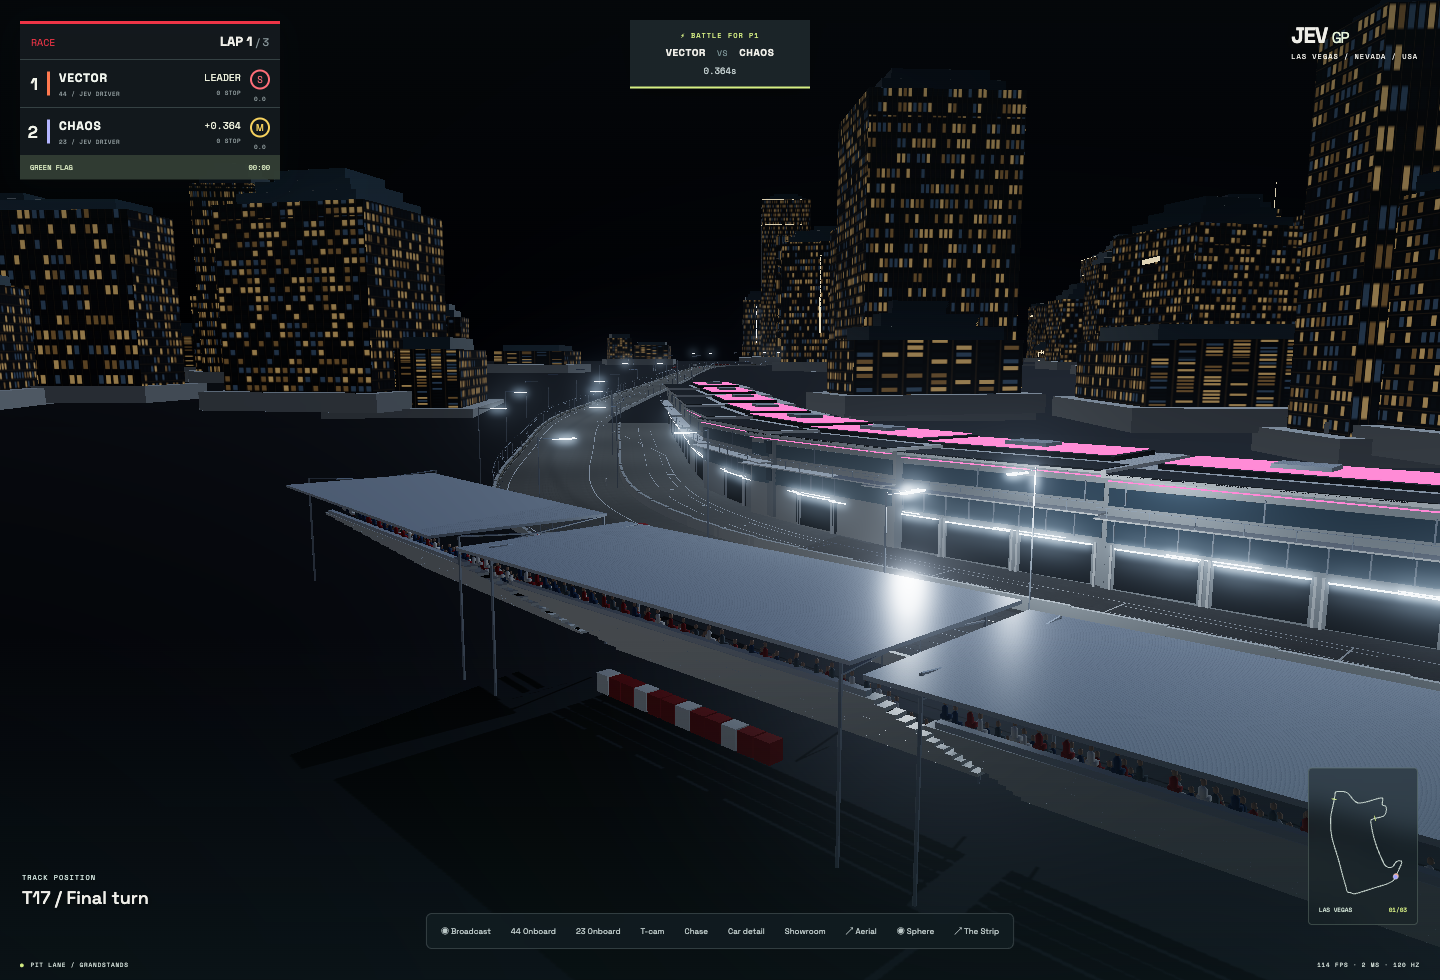 RACE
LAP 1 / 3
1 VECTOR LEADER S
44 / JEV DRIVER 0 STOP 0.0
2 CHAOS +0.364 M
23 / JEV DRIVER 0 STOP 0.0
GREEN FLAG 00:00
⚡ BATTLE FOR P1
VECTOR VS CHAOS
0.364s
JEV GP
LAS VEGAS / NEVADA / USA
TRACK POSITION
T17 / Final turn
PIT LANE / GRANDSTANDS
◉ Broadcast 44 Onboard 23 Onboard T-cam Chase Car detail Showroom ↗ Aerial ◉ Sphere ↗ The Strip
LAS VEGAS 01/03
114 FPS · 2 MS · 120 HZ